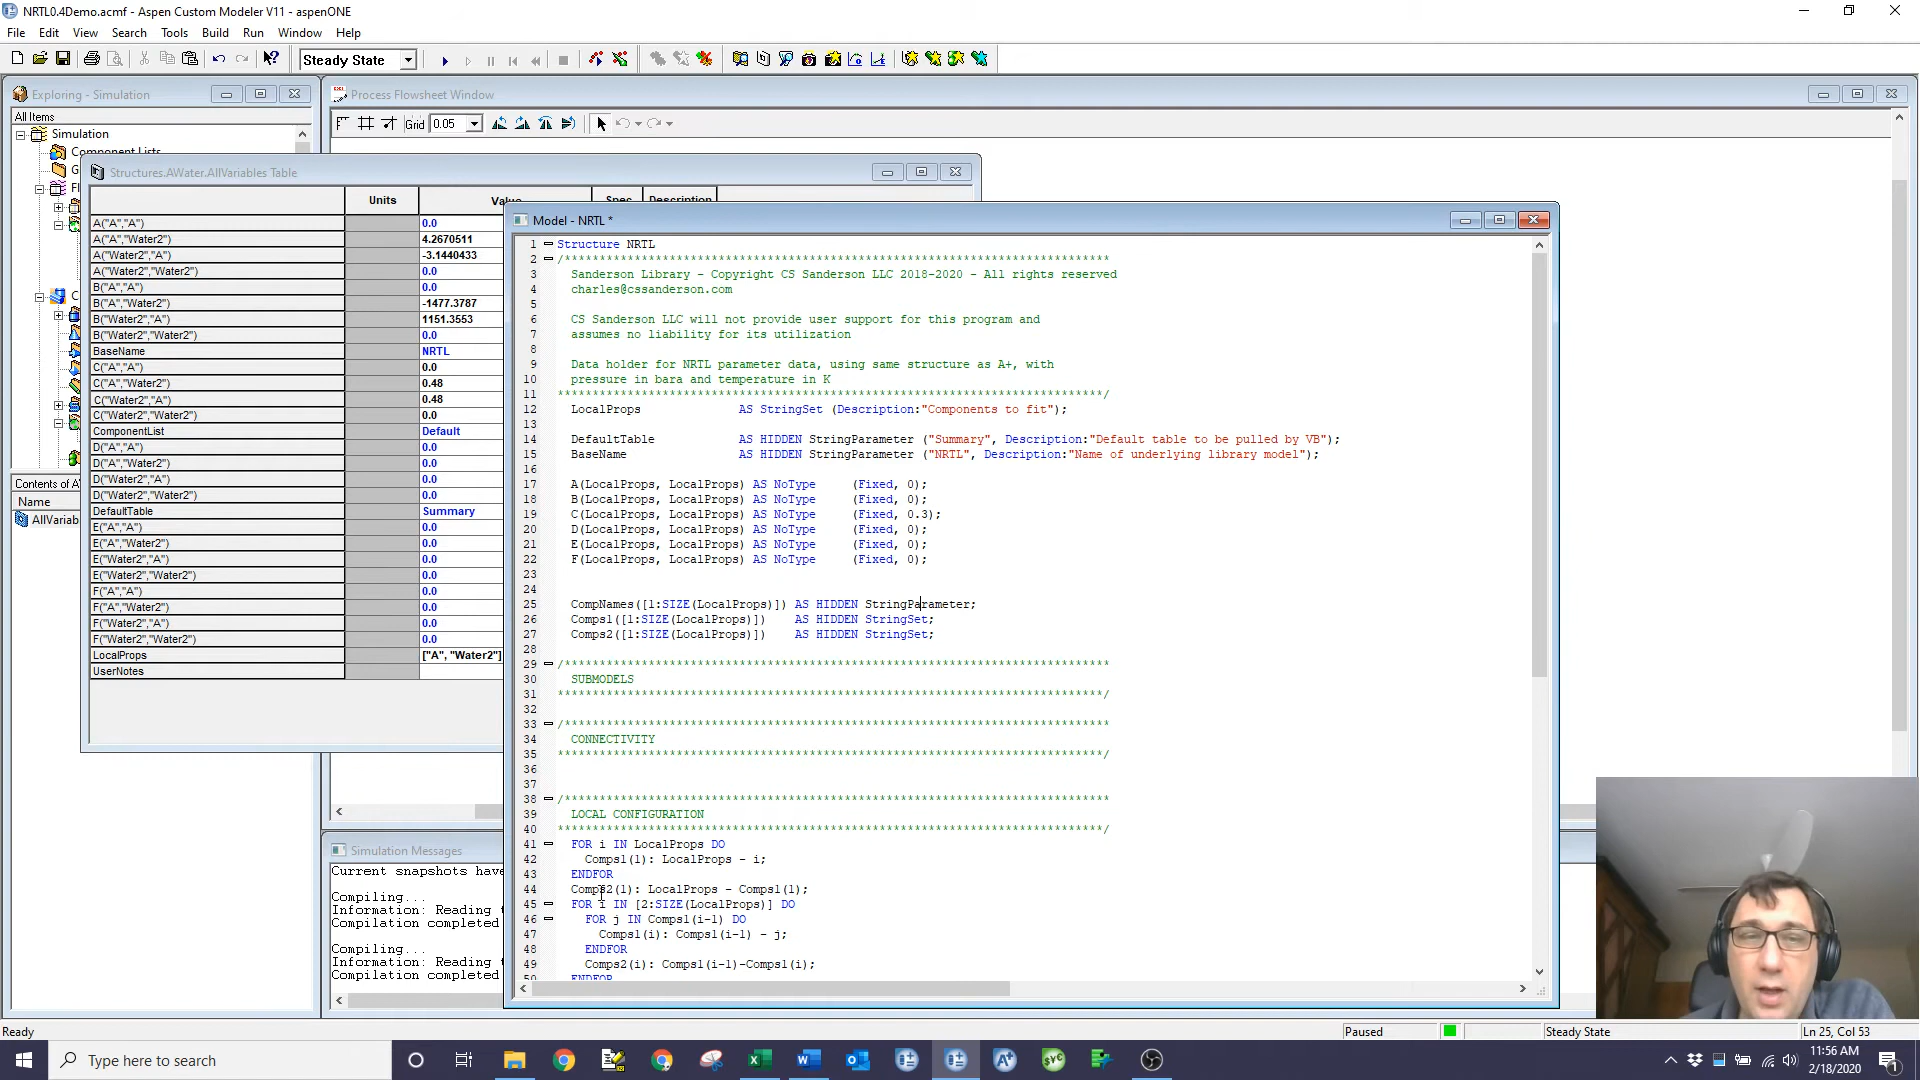 NRTL0.4Demo.acmf - Aspen Custom Modeler V11 - aspenONE
File Edit View Search Tools Build Run Window Help
Steady State
Exploring - Simulation
All Items
Simulation
Component Lists
Contents of A
Name
AllVariab
Process Flowsheet Window
Grid 0.05
Structures.AWater.AllVariables Table
Units Value Spec Description
A("A","A") 0.0
A("A","Water2") 4.2670511
A("Water2","A") -3.1440433
A("Water2","Water2") 0.0
B("A","A") 0.0
B("A","Water2") -1477.3787
B("Water2","A") 1151.3553
B("Water2","Water2") 0.0
BaseName NRTL
C("A","A") 0.0
C("A","Water2") 0.48
C("Water2","A") 0.48
C("Water2","Water2") 0.0
ComponentList Default
D("A","A") 0.0
D("A","Water2") 0.0
D("Water2","A") 0.0
D("Water2","Water2") 0.0
DefaultTable Summary
E("A","A") 0.0
E("A","Water2") 0.0
E("Water2","A") 0.0
E("Water2","Water2") 0.0
F("A","A") 0.0
F("A","Water2") 0.0
F("Water2","A") 0.0
F("Water2","Water2") 0.0
LocalProps ["A", "Water2"]
UserNotes
Simulation Messages
Current snapshots have
Compiling...
Information: Reading t
Compilation completed
Compiling...
Information: Reading t
Compilation completed
Model - NRTL *
1 Structure NRTL
2 /******************************************************************************
3 Sanderson Library - Copyright CS Sanderson LLC 2018-2020 - All rights reserved
4 charles@cssanderson.com
5
6 CS Sanderson LLC will not provide user support for this program and
7 assumes no liability for its utilization
8
9 Data holder for NRTL parameter data, using same structure as A+, with
10 pressure in bara and temperature in K
11 ******************************************************************************/
12 LocalProps AS StringSet (Description:"Components to fit");
13
14 DefaultTable AS HIDDEN StringParameter ("Summary", Description:"Default table to be pulled by VB");
15 BaseName AS HIDDEN StringParameter ("NRTL", Description:"Name of underlying library model");
16
17 A(LocalProps, LocalProps) AS NoType (Fixed, 0);
18 B(LocalProps, LocalProps) AS NoType (Fixed, 0);
19 C(LocalProps, LocalProps) AS NoType (Fixed, 0.3);
20 D(LocalProps, LocalProps) AS NoType (Fixed, 0);
21 E(LocalProps, LocalProps) AS NoType (Fixed, 0);
22 F(LocalProps, LocalProps) AS NoType (Fixed, 0);
23
24
25 CompNames([1:SIZE(LocalProps)]) AS HIDDEN StringParameter;
26 Comps1([1:SIZE(LocalProps)]) AS HIDDEN StringSet;
27 Comps2([1:SIZE(LocalProps)]) AS HIDDEN StringSet;
28
29 /******************************************************************************
30 SUBMODELS
31 ******************************************************************************/
32
33 /******************************************************************************
34 CONNECTIVITY
35 ******************************************************************************/
36
37
38 /******************************************************************************
39 LOCAL CONFIGURATION
40 ******************************************************************************/
41 FOR i IN LocalProps DO
42 Comps1(1): LocalProps - i;
43 ENDFOR
44 Comps2(1): LocalProps - Comps1(1);
45 FOR i IN [2:SIZE(LocalProps)] DO
46 FOR j IN Comps1(i-1) DO
47 Comps1(i): Comps1(i-1) - j;
48 ENDFOR
49 Comps2(i): Comps1(i-1)-Comps1(i);
50 ENDFOR
Ready Paused Steady State Ln 25, Col 53
Type here to search
11:56 AM
2/18/2020